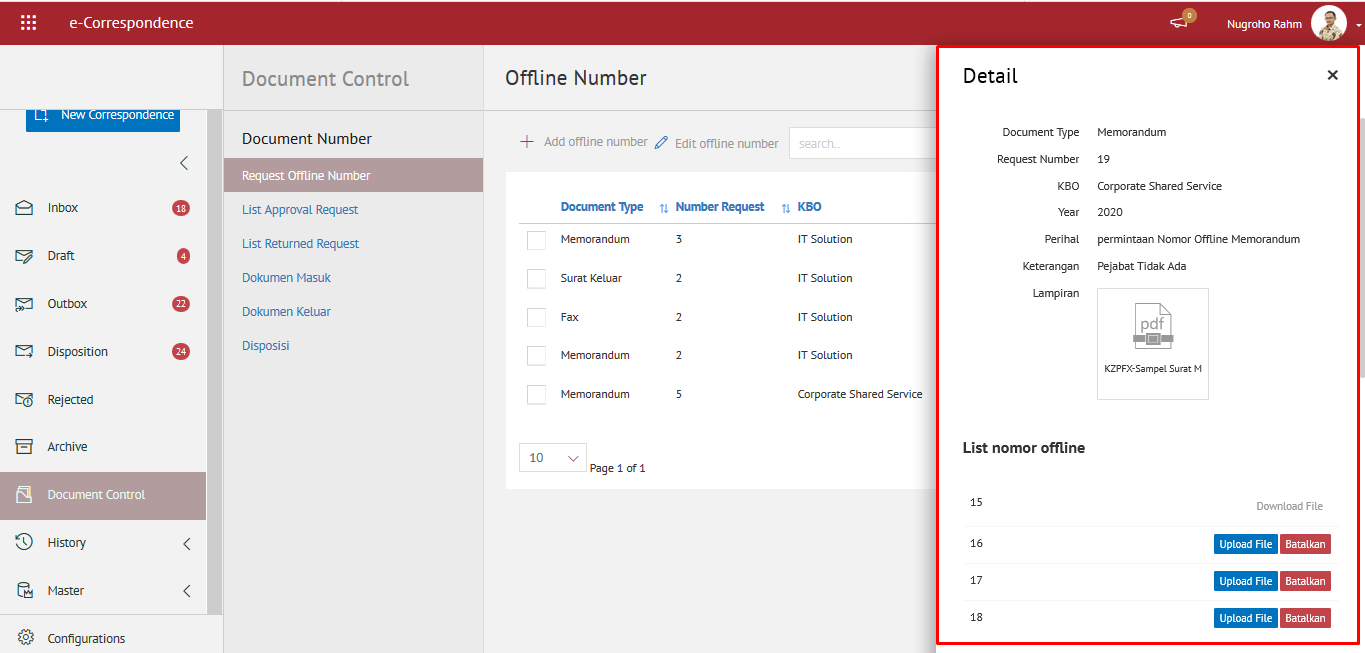 e-Correspondence
0
Nugroho Rahm
New Correspondence
Inbox 18
Draft 4
Outbox 22
Disposition 24
Rejected
Archive
Document Control
History
Master
Configurations
Document Control
Document Number
Request Offline Number
List Approval Request
List Returned Request
Dokumen Masuk
Dokumen Keluar
Disposisi
Offline Number
Add offline number Edit offline number search..
Document Type Number Request KBO
Memorandum 3 IT Solution
Surat Keluar 2 IT Solution
Fax 2 IT Solution
Memorandum 2 IT Solution
Memorandum 5 Corporate Shared Service
10 Page 1 of 1
Detail
Document Type Memorandum
Request Number 19
KBO Corporate Shared Service
Year 2020
Perihal permintaan Nomor Offline Memorandum
Keterangan Pejabat Tidak Ada
Lampiran
pdf
KZPFX-Sampel Surat M
List nomor offline
15 Download File
16 Upload File Batalkan
17 Upload File Batalkan
18 Upload File Batalkan